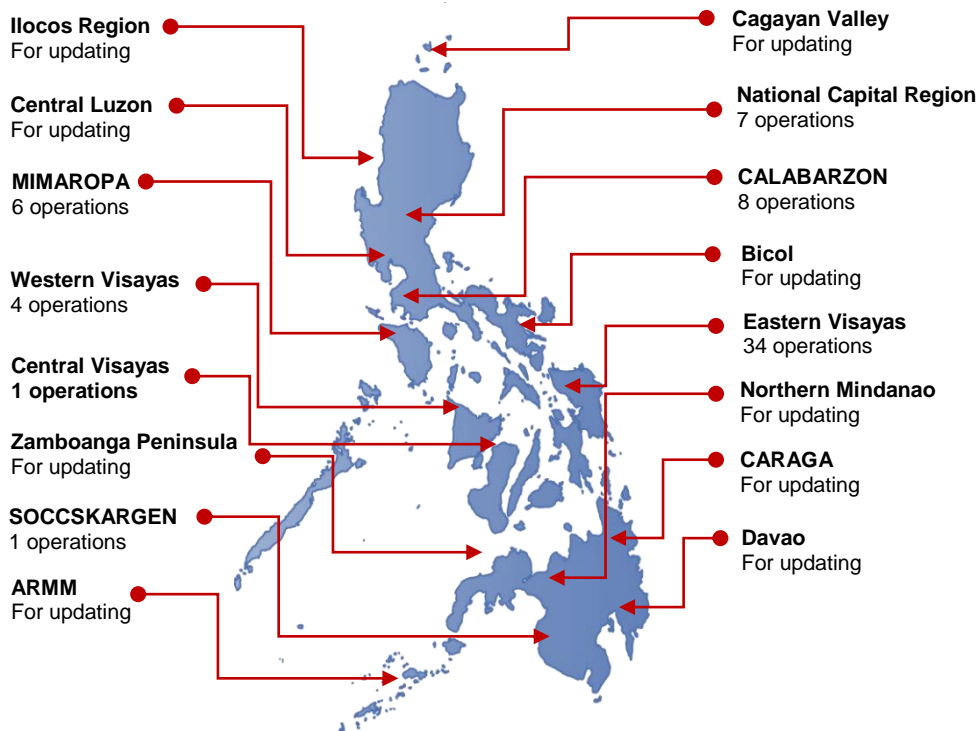 Ilocos Region
For updating
Central Luzon
For updating
MIMAROPA
6 operations
Western Visayas
4 operations
Central Visayas
1 operations
Zamboanga Peninsula
For updating
SOCCSKARGEN
1 operations
ARMM
For updating
Cagayan Valley
For updating
National Capital Region
7 operations
CALABARZON
8 operations
Bicol
For updating
Eastern Visayas
34 operations
Northern Mindanao
For updating
CARAGA
For updating
Davao
For updating